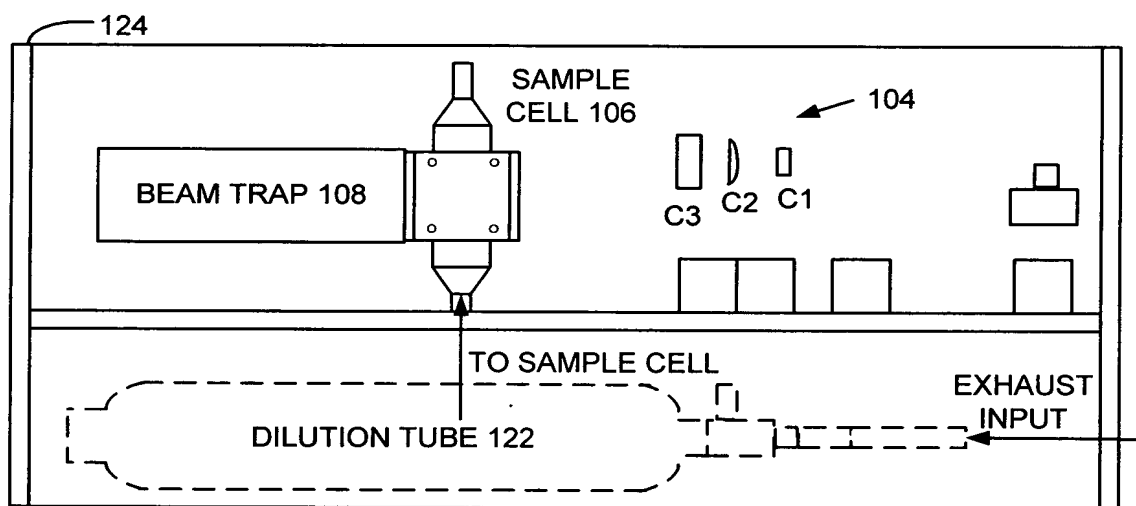 124
SAMPLE
CELL 106
104
BEAM TRAP 108
C3
C2
C1
TO SAMPLE CELL
EXHAUST
INPUT
DILUTION TUBE 122